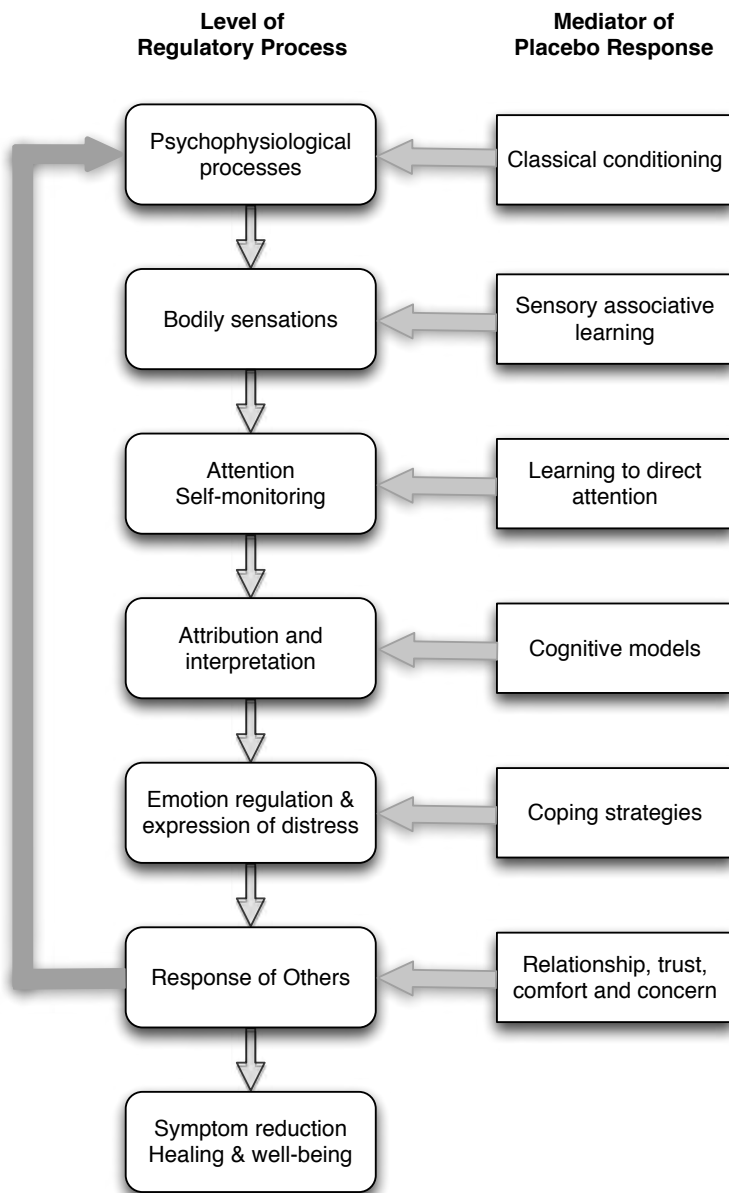 Level of
Regulatory Process
Mediator of
Placebo Response
Psychophysiological
processes
Classical conditioning
Bodily sensations
Sensory associative
learning
Attention
Self-monitoring
Learning to direct
attention
Attribution and
interpretation
Cognitive models
Emotion regulation &
expression of distress
Coping strategies
Response of Others
Relationship, trust,
comfort and concern
Symptom reduction
Healing & well-being